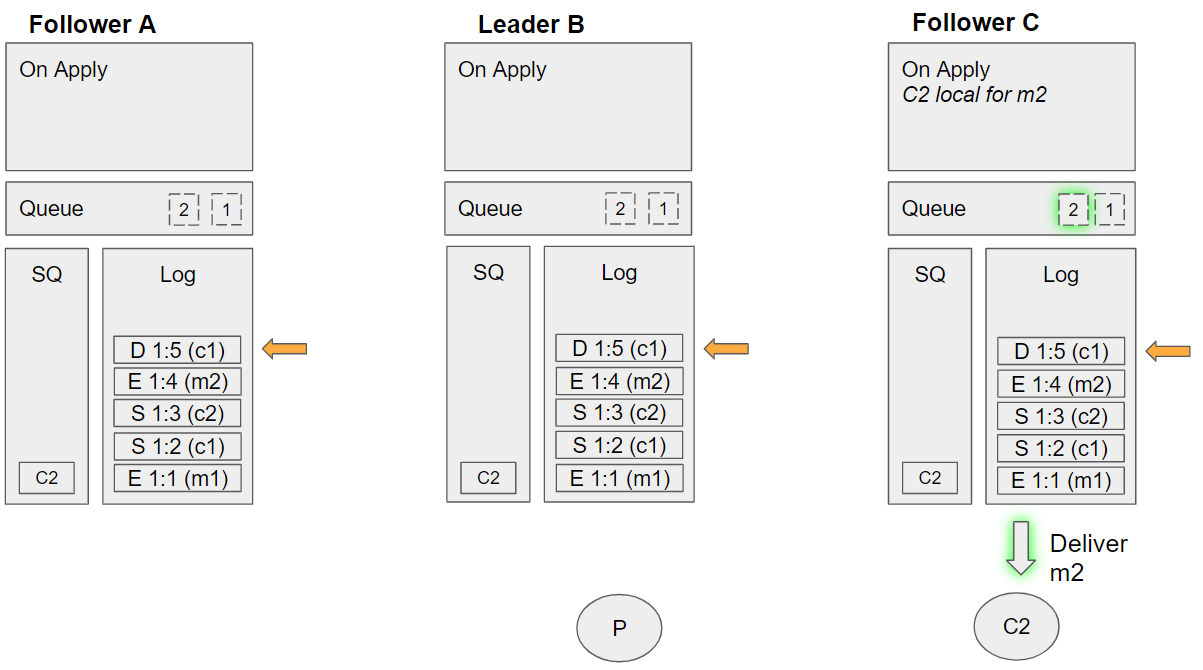 Follower A
On Apply
Queue
2
1
SQ
C2
Log
D 1:5 (c1)
E 1:4 (m2)
S 1:3 (c2)
S 1:2 (c1)
E 1:1 (m1)
Leader B
On Apply
Queue
2
1
SQ
C2
Log
D 1:5 (c1)
E 1:4 (m2)
S 1:3 (c2)
S 1:2 (c1)
E 1:1 (m1)
P
Follower C
On Apply
C2 local for m2
Queue
2
1
SQ
C2
Log
D 1:5 (c1)
E 1:4 (m2)
S 1:3 (c2)
S 1:2 (c1)
E 1:1 (m1)
Deliver
m2
C2